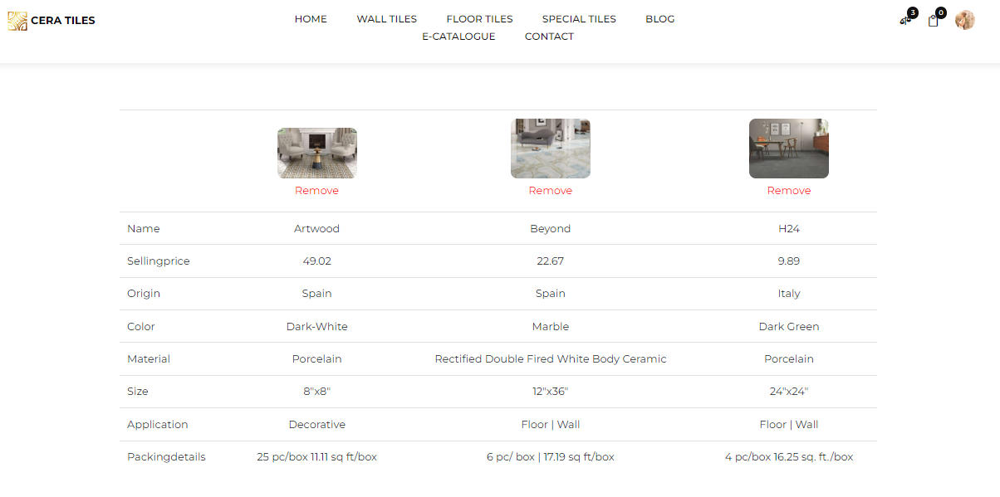 CERA TILES
HOME WALL TILES FLOOR TILES SPECIAL TILES BLOG
E-CATALOGUE CONTACT
3 0
Remove Remove Remove
Name Artwood Beyond H24
Sellingprice 49.02 22.67 9.89
Origin Spain Spain Italy
Color Dark-White Marble Dark Green
Material Porcelain Rectified Double Fired White Body Ceramic Porcelain
Size 8"x8" 12"x36" 24"x24"
Application Decorative Floor | Wall Floor | Wall
Packingdetails 25 pc/box 11.11 sq ft/box 6 pc/ box | 17.19 sq ft/box 4 pc/box 16.25 sq. ft./box